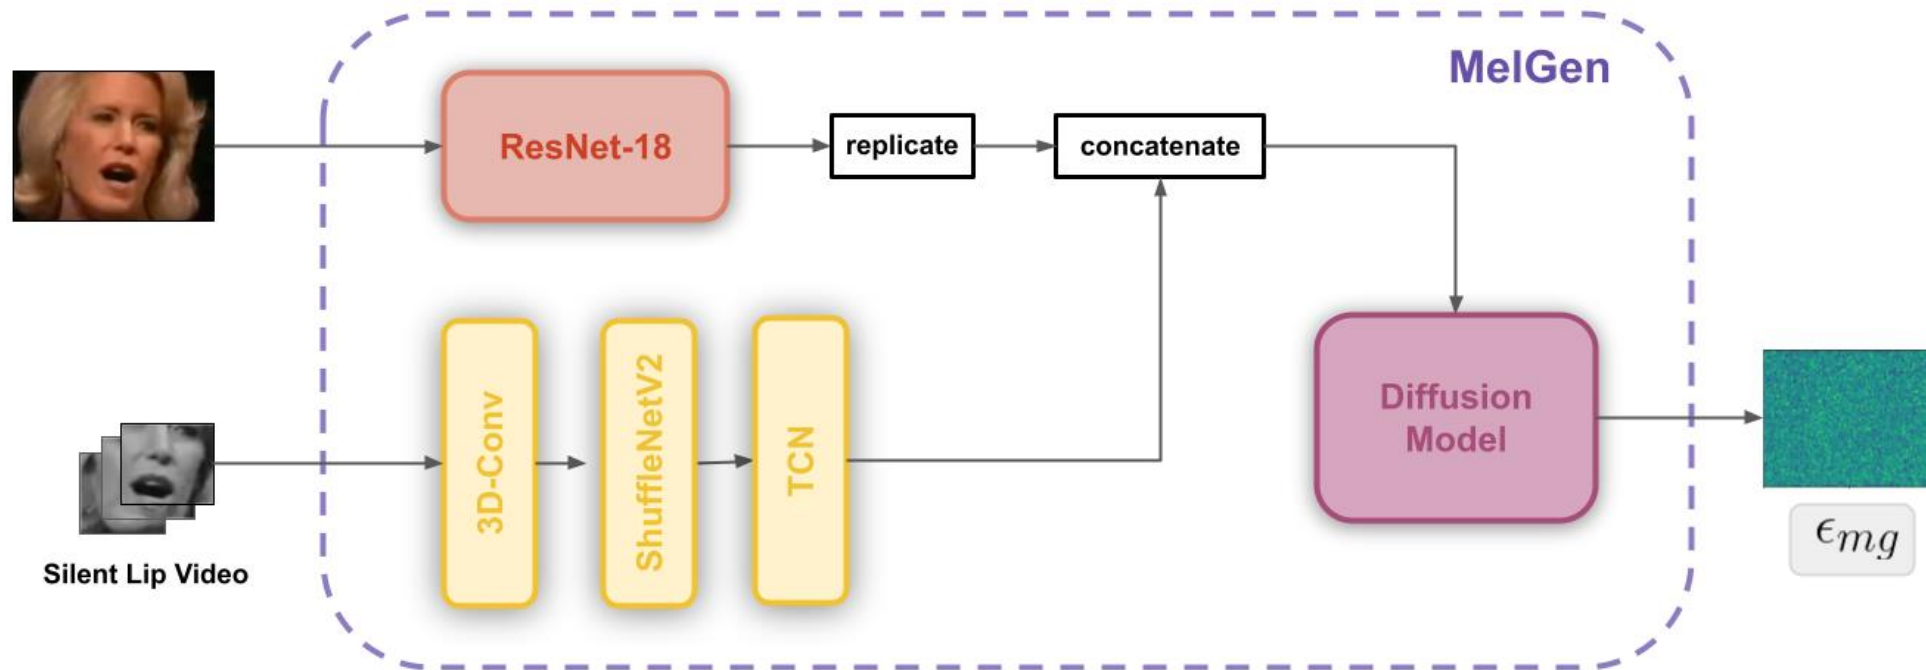 MelGen
ResNet-18
replicate
concatenate
3D-Conv
ShuffleNetV2
TCN
Diffusion
Model
Silent Lip Video
ϵmg